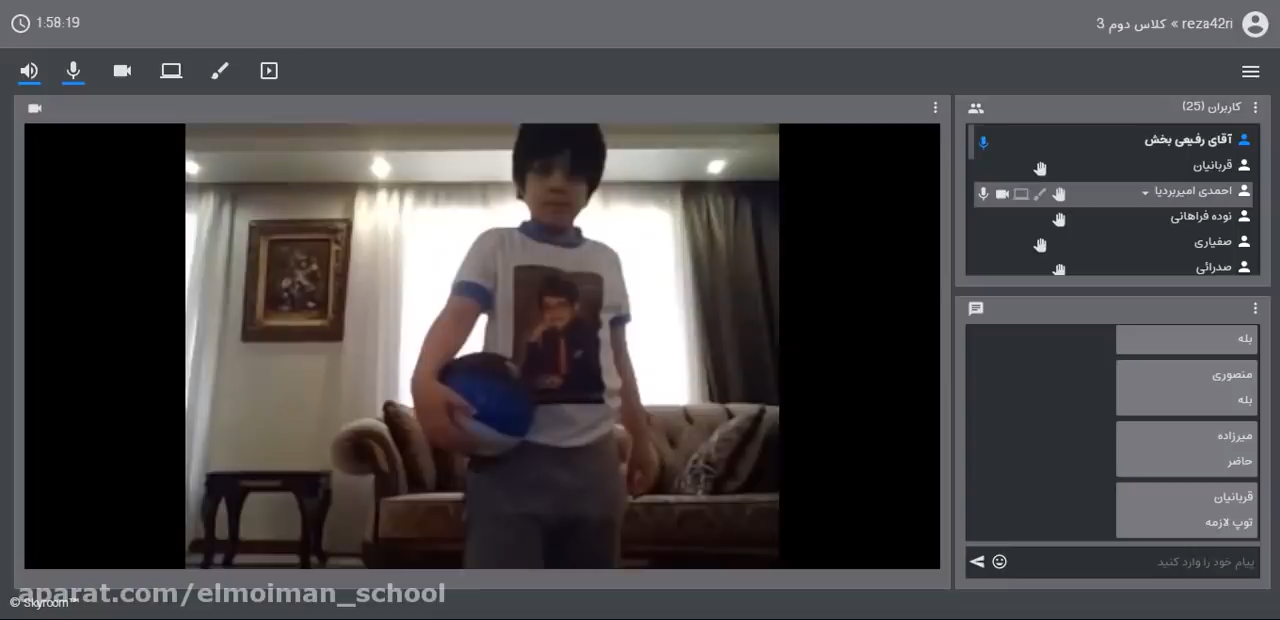 1:58:19
reza42ri » کلاس دوم 3
کاربران (25)
آقای رفیعی بخش
قربانیان
احمدی امیربردیا
نوده فراهانی
صفیاری
صدرائی
بله
منصوری
بله
میرزاده
حاضر
قربانیان
توپ لازمه
پیام خود را وارد کنید
aparat.com/elmoiman_school
© Skyroom™